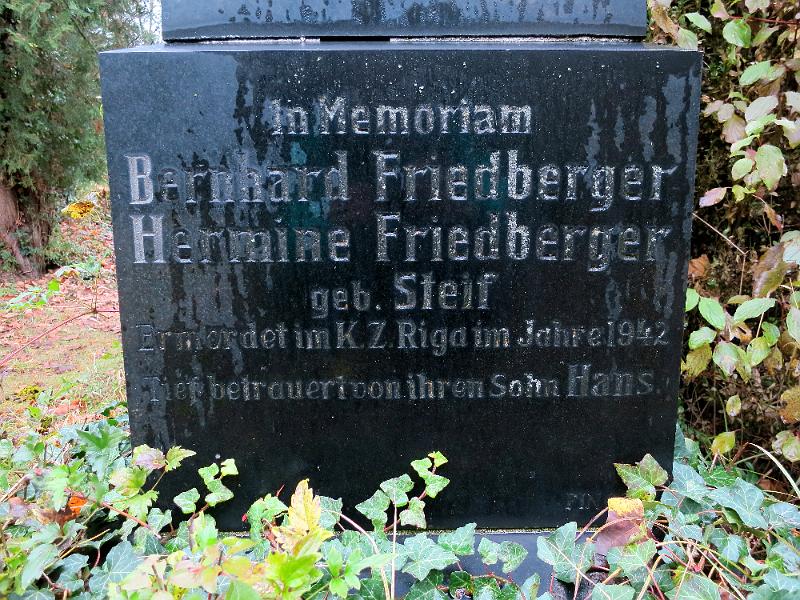 In Memoriam
Bernhard Friedberger
Hermine Friedberger
geb. Steif
Ermordet im K.Z. Riga im Jahre 1942
Tief betrauert von ihren Sohn Hans.